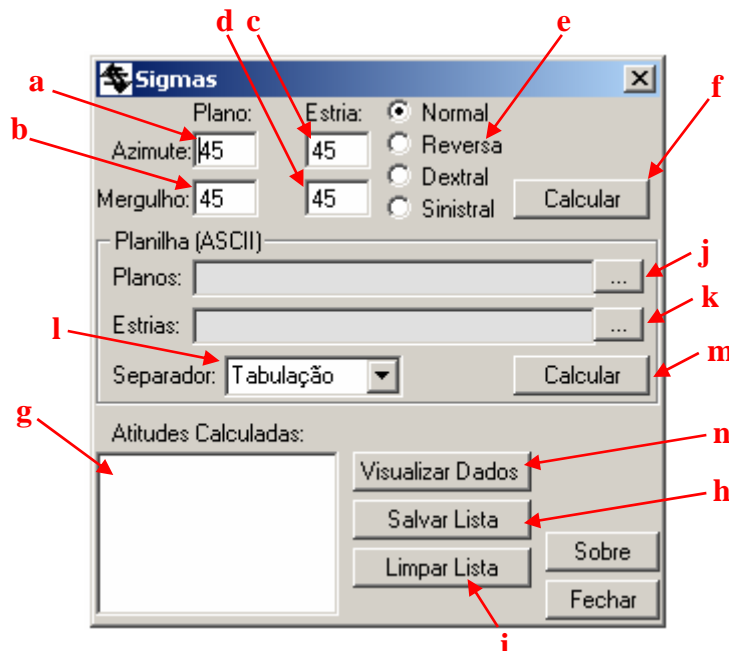 d c e
Sigmas
a f
Plano: Estria: Normal
b
Azimute: 45 45 Reversa
Dextral
Mergulho: 45 45 Sinistral Calcular
Planilha (ASCII)
j
Planos: ...
k
Estrias: ...
l
m
Separador: Tabulação Calcular
g
Atitudes Calculadas:
n
Visualizar Dados
h
Salvar Lista
Sobre
Limpar Lista
Fechar
i